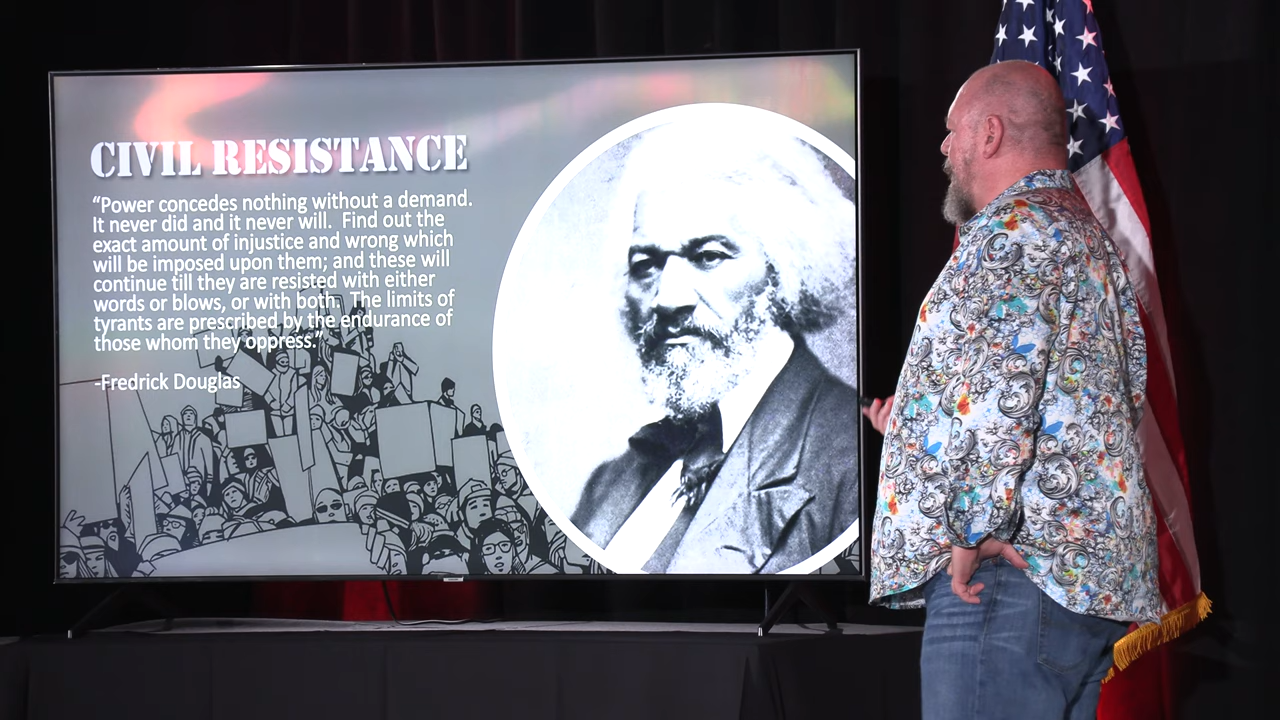 CIVIL RESISTANCE
“Power concedes nothing without a demand.
It never did and it never will. Find out the
exact amount of injustice and wrong which
will be imposed upon them; and these will
continue till they are resisted with either
words or blows, or with both. The limits of
tyrants are prescribed by the endurance of
those whom they oppress.”
-Fredrick Douglas